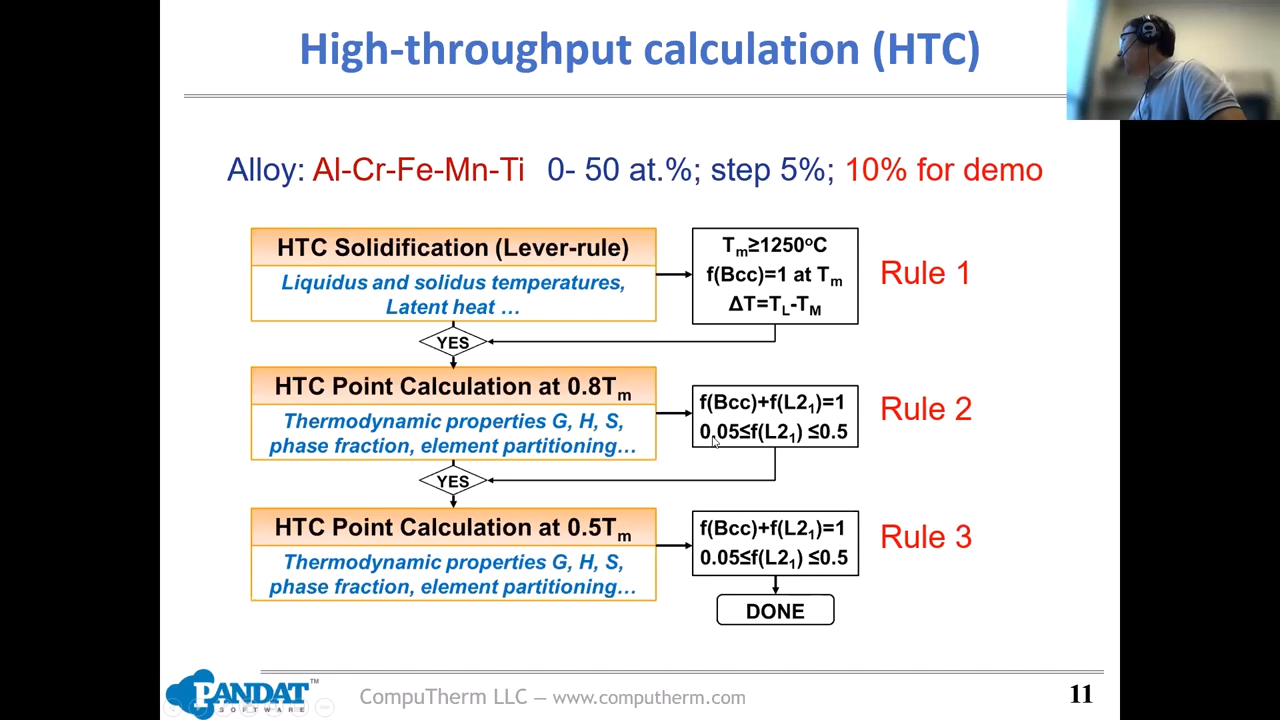 High-throughput calculation (HTC)
Alloy: Al-Cr-Fe-Mn-Ti 0- 50 at.%; step 5%; 10% for demo
HTC Solidification (Lever-rule)
Liquidus and solidus temperatures,
Latent heat ...
Tm≥1250oC
f(Bcc)=1 at Tm
ΔT=TL-TM
Rule 1
YES
HTC Point Calculation at 0.8Tm
Thermodynamic properties G, H, S,
phase fraction, element partitioning...
f(Bcc)+f(L21)=1
0.05≤f(L21) ≤0.5
Rule 2
YES
HTC Point Calculation at 0.5Tm
Thermodynamic properties G, H, S,
phase fraction, element partitioning...
f(Bcc)+f(L21)=1
0.05≤f(L21) ≤0.5
Rule 3
DONE
PANDAT TM
SOFTWARE
CompuTherm LLC – www.computherm.com
11